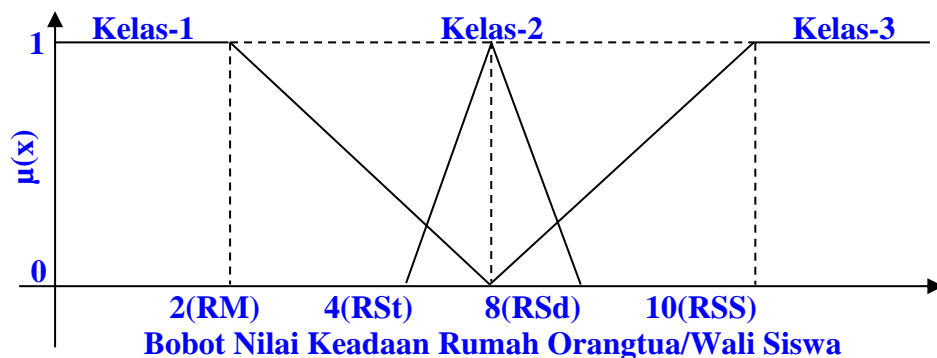 Kelas-1 Kelas-2 Kelas-3
1
μ(x)
0
2(RM) 4(RSt) 8(RSd) 10(RSS)
Bobot Nilai Keadaan Rumah Orangtua/Wali Siswa